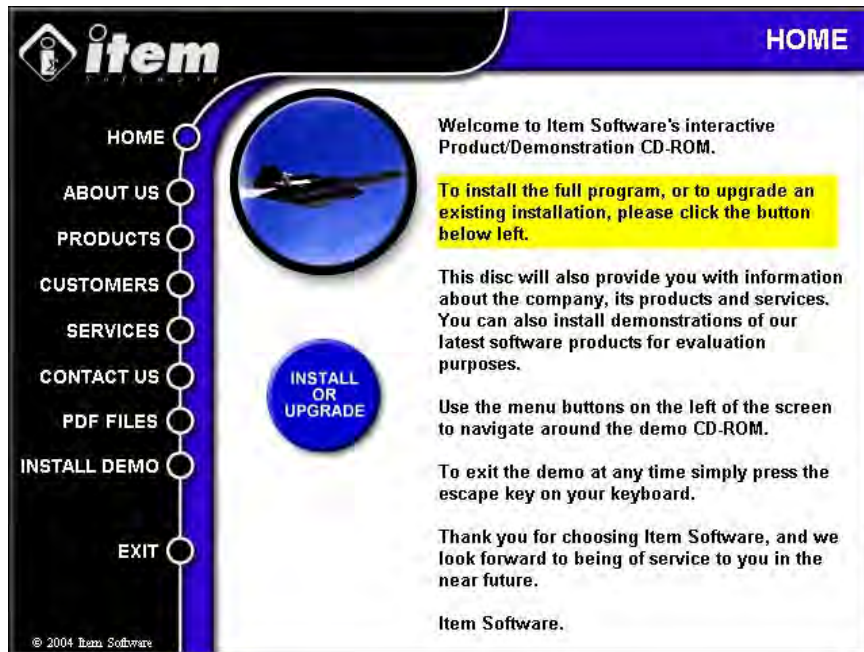 item
Software
HOME
HOME
ABOUT US
PRODUCTS
CUSTOMERS
SERVICES
CONTACT US
PDF FILES
INSTALL DEMO
EXIT
© 2004 Item Software
INSTALL
OR
UPGRADE
Welcome to Item Software's interactive
Product/Demonstration CD-ROM.
To install the full program, or to upgrade an
existing installation, please click the button
below left.
This disc will also provide you with information
about the company, its products and services.
You can also install demonstrations of our
latest software products for evaluation
purposes.
Use the menu buttons on the left of the screen
to navigate around the demo CD-ROM.
To exit the demo at any time simply press the
escape key on your keyboard.
Thank you for choosing Item Software, and we
look forward to being of service to you in the
near future.
Item Software.